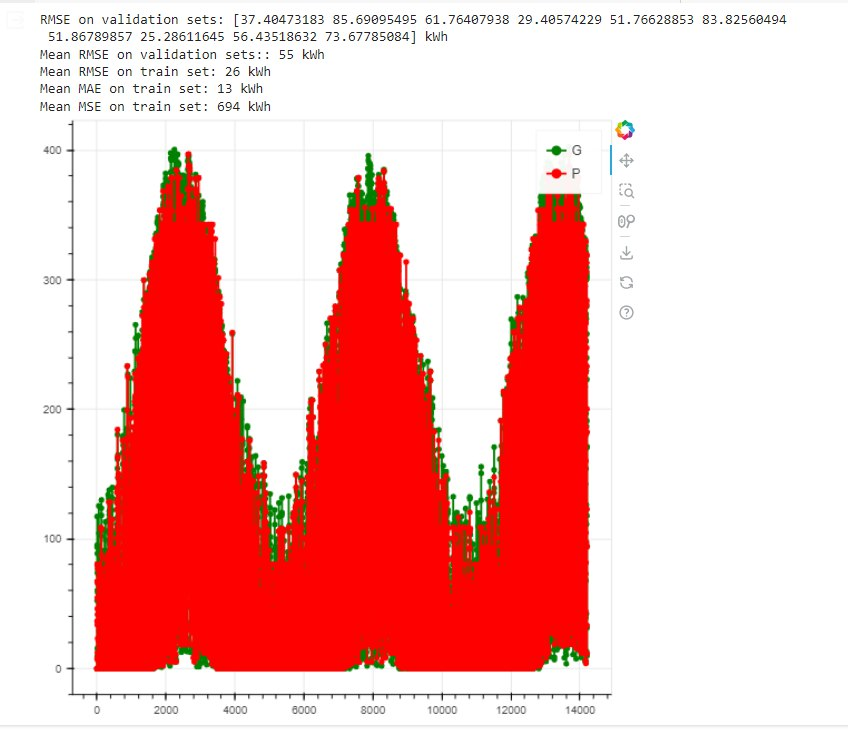 RMSE on validation sets: [37.40473183 85.69095495 61.76407938 29.40574229 51.76628853 83.82560494
51.86789857 25.28611645 56.43518632 73.67785084] kWh
Mean RMSE on validation sets:: 55 kWh
Mean RMSE on train set: 26 kWh
Mean MAE on train set: 13 kWh
Mean MSE on train set: 694 kWh
400
G
P
300
200
100
0
0 2000 4000 6000 8000 10000 12000 14000